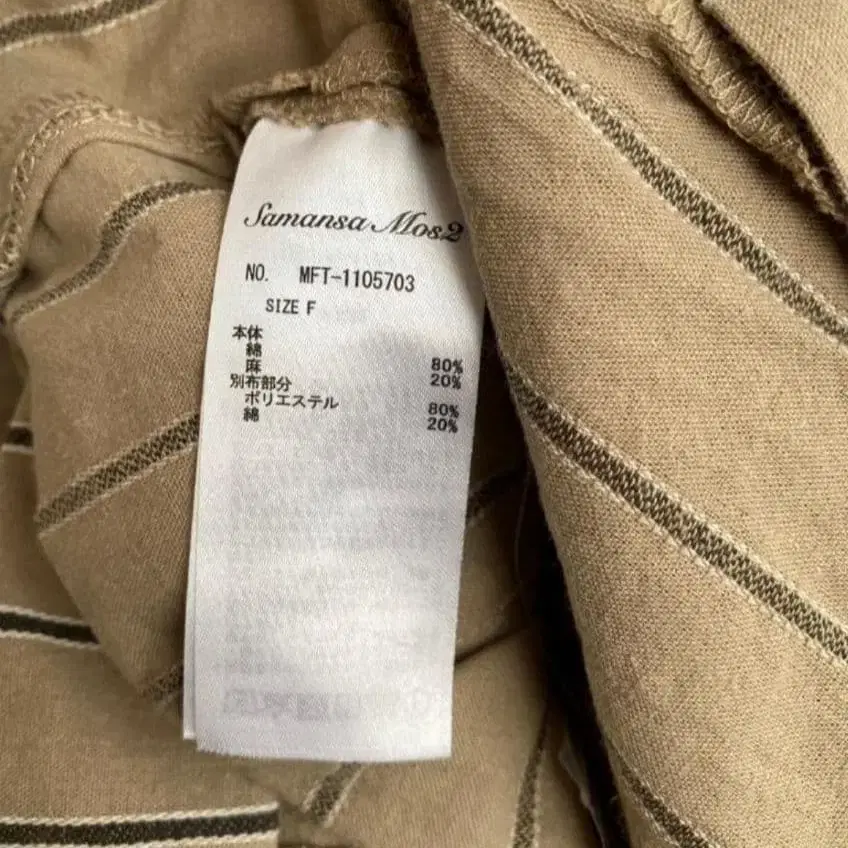 Samansa Mos2
NO. MFT-1105703
SIZE F
本体
綿 80%
麻 20%
別布部分
ポリエステル 80%
綿 20%